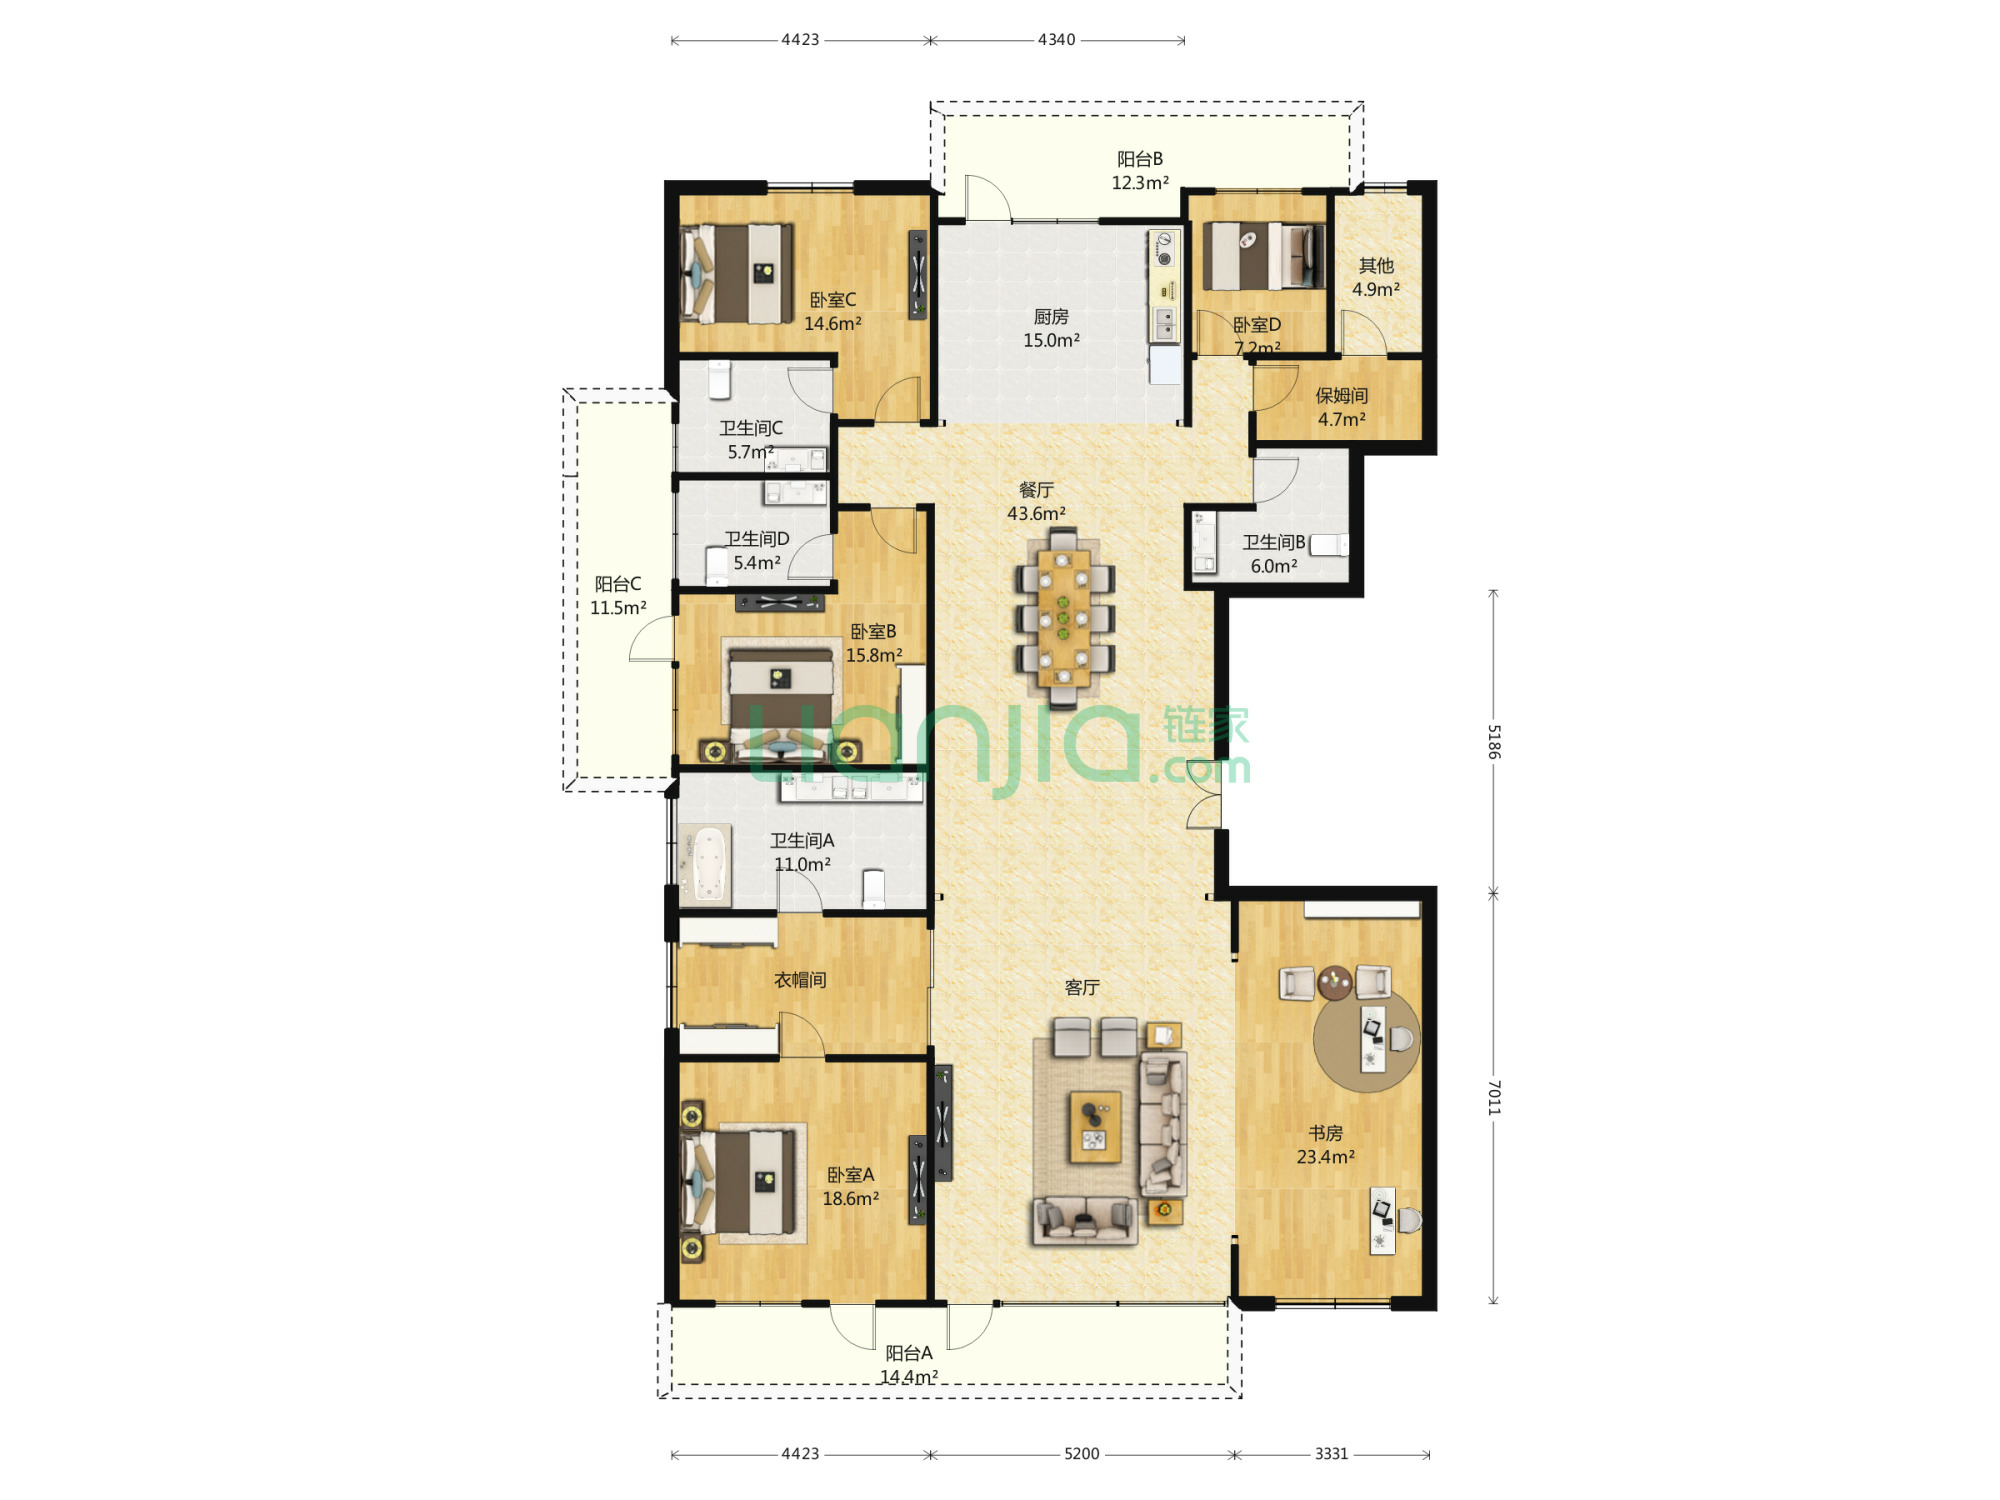 4423
4340
阳台B
12.3m²
卧室C
14.6m²
厨房
15.0m²
卧室D
7.2m²
其他
4.9m²
保姆间
4.7m²
卫生间C
5.7m²
餐厅
43.6m²
卫生间D
5.4m²
卫生间B
6.0m²
阳台C
11.5m²
卧室B
15.8m²
lianjia 链家
.com
5186
卫生间A
11.0m²
衣帽间
客厅
7011
书房
23.4m²
卧室A
18.6m²
阳台A
14.4m²
4423
5200
3331